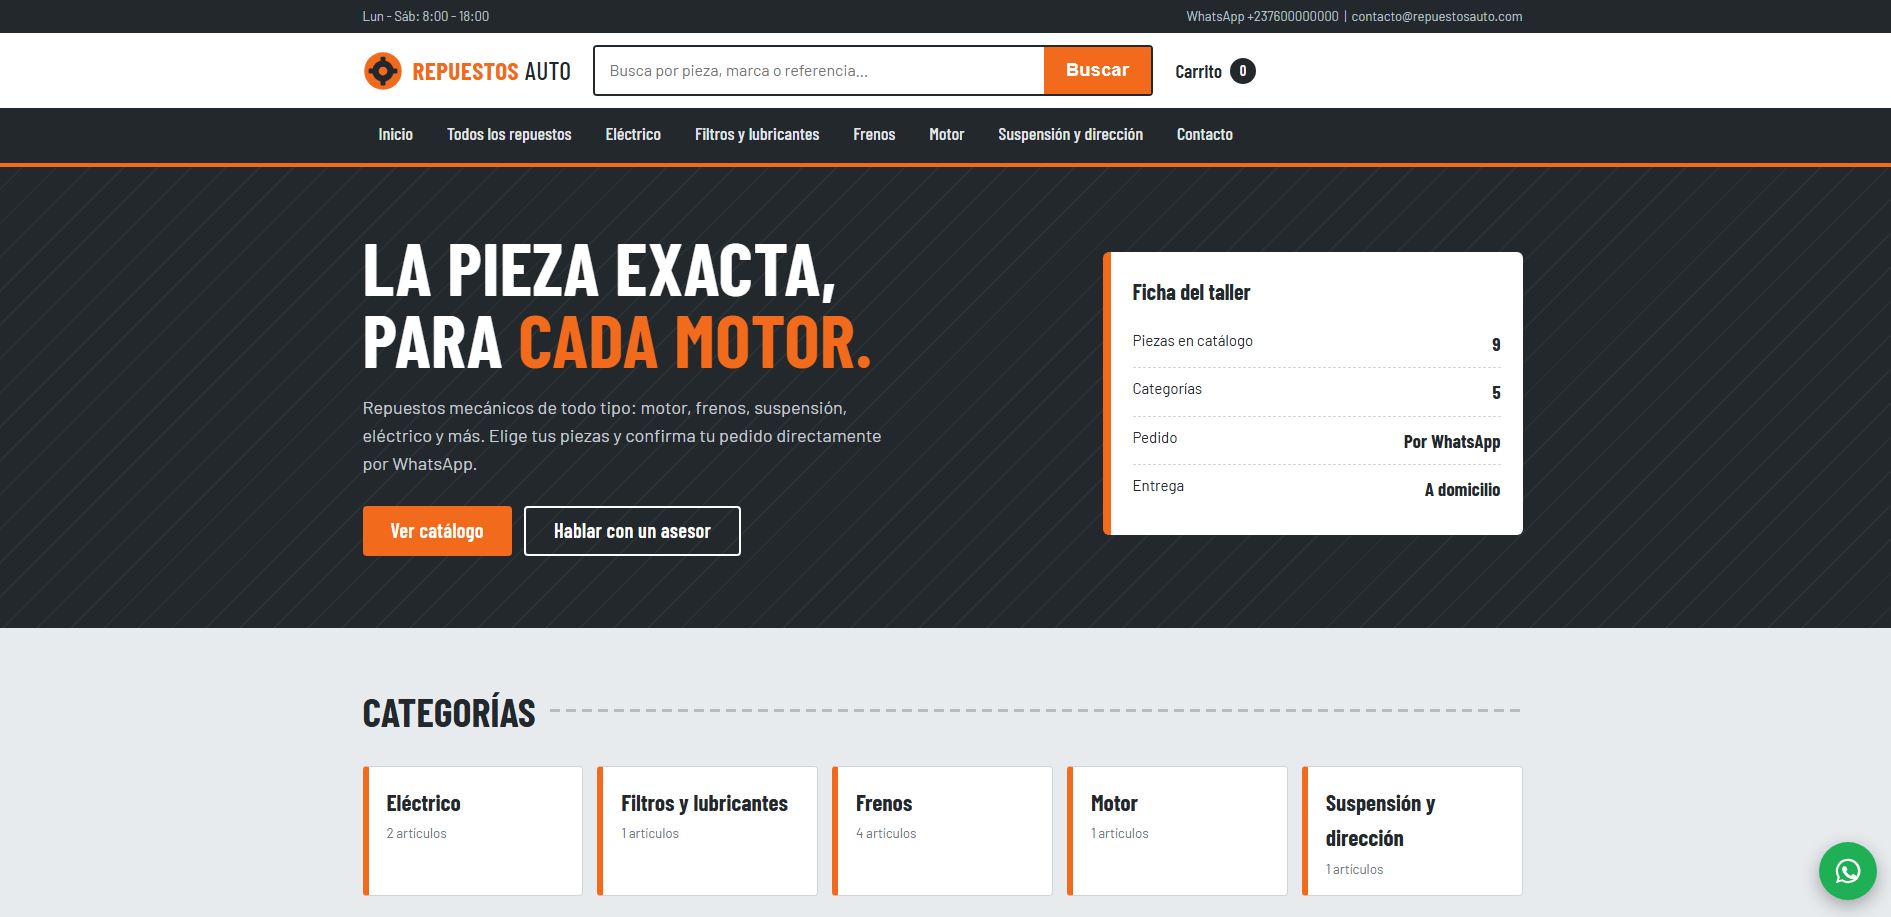 Lun - Sáb: 8:00 - 18:00
WhatsApp +237600000000 | contacto@repuestosauto.com
REPUESTOS AUTO
Busca por pieza, marca o referencia...
Buscar
Carrito 0
Inicio
Todos los repuestos
Eléctrico
Filtros y lubricantes
Frenos
Motor
Suspensión y dirección
Contacto
LA PIEZA EXACTA,
PARA CADA MOTOR.
Repuestos mecánicos de todo tipo: motor, frenos, suspensión,
eléctrico y más. Elige tus piezas y confirma tu pedido directamente
por WhatsApp.
Ver catálogo
Hablar con un asesor
Ficha del taller
Piezas en catálogo 9
Categorías 5
Pedido Por WhatsApp
Entrega A domicilio
CATEGORÍAS
Eléctrico
2 artículos
Filtros y lubricantes
1 artículos
Frenos
4 artículos
Motor
1 artículos
Suspensión y
dirección
1 artículos